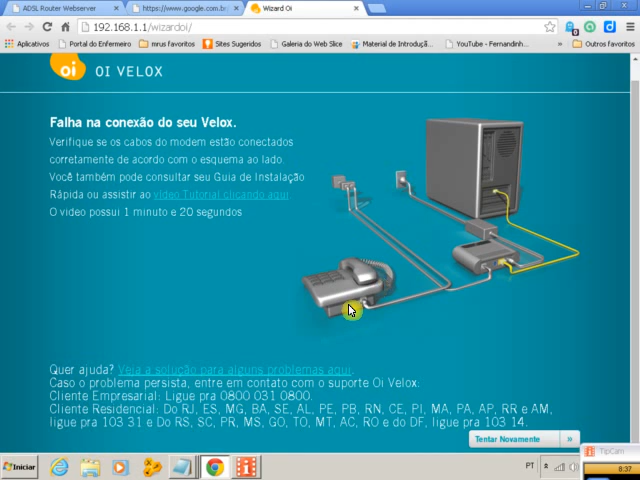 ADSL Router Webserver
https://www.google.com.br
Wizard Oi
192.168.1.1/wizardoi/
Aplicativos
Portal do Enfermeiro
mrus favoritos
Sites Sugeridos
Galeria do Web Slice
Material de Introduçã...
YouTube - Fernandinh...
»
Outros favoritos
oi OI VELOX
Falha na conexão do seu Velox.
Verifique se os cabos do modem estão conectados
corretamente de acordo com o esquema ao lado.
Você também pode consultar seu Guia de Instalação
Rápida ou assistir ao vídeo Tutorial clicando aqui.
O video possui 1 minuto e 20 segundos
Quer ajuda? Veja a solução para alguns problemas aqui.
Caso o problema persista, entre em contato com o suporte Oi Velox.
Cliente Empresarial: Ligue pra 0800 031 0800.
Cliente Residencial: Do RJ, ES, MG, BA, SE, AL, PE, PB, RN, CE, PI, MA, PA, AP, RR e AM,
ligue pra 103 31 e Do RS, SC, PR, MS, GO, TO, MT, AC, RO e do DF, ligue pra 103 14.
Tentar Novamente »
Iniciar
PT
TipCam
8:37